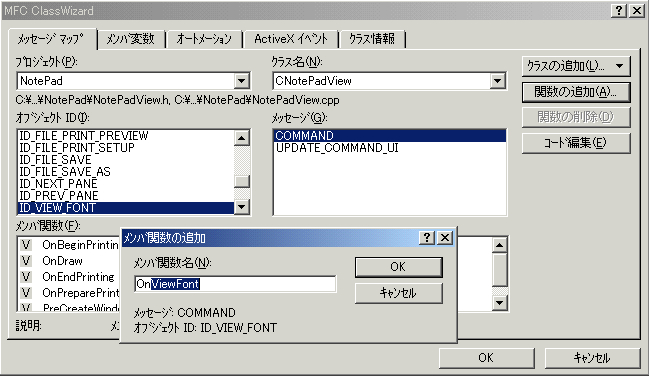 MFC ClassWizard
ﾒｯｾｰｼﾞ ﾏｯﾌﾟ
ﾒﾝﾊﾞ変数
ｵｰﾄﾒｰｼｮﾝ
ActiveX ｲﾍﾞﾝﾄ
ｸﾗｽ情報
ﾌﾟﾛｼﾞｪｸﾄ(P):
クラス名(N):
クラスの追加(L)...
NotePad
CNotePadView
関数の追加(A)...
C:¥...¥NotePad¥NotePadView.h, C:¥...¥NotePad¥NotePadView.cpp
関数の削除(D)
ｵﾌﾞｼﾞｪｸﾄ ID(I):
ﾒｯｾｰｼﾞ(G):
コード編集(E)
ID_FILE_PRINT_PREVIEW
ID_FILE_PRINT_SETUP
ID_FILE_SAVE
ID_FILE_SAVE_AS
ID_NEXT_PANE
ID_PREV_PANE
ID_VIEW_FONT
COMMAND
UPDATE_COMMAND_UI
ﾒﾝﾊﾞ関数(F):
V OnBeginPrintin
V OnDraw
V OnEndPrinting
V OnPreparePrint
V PreCreateWind
説明:
ﾒﾝﾊﾞ関数の追加
ﾒﾝﾊﾞ関数名(N):
OnViewFont
OK
ｷｬﾝｾﾙ
ﾒｯｾｰｼﾞ: COMMAND
ｵﾌﾞｼﾞｪｸﾄ ID: ID_VIEW_FONT
OK
ｷｬﾝｾﾙ